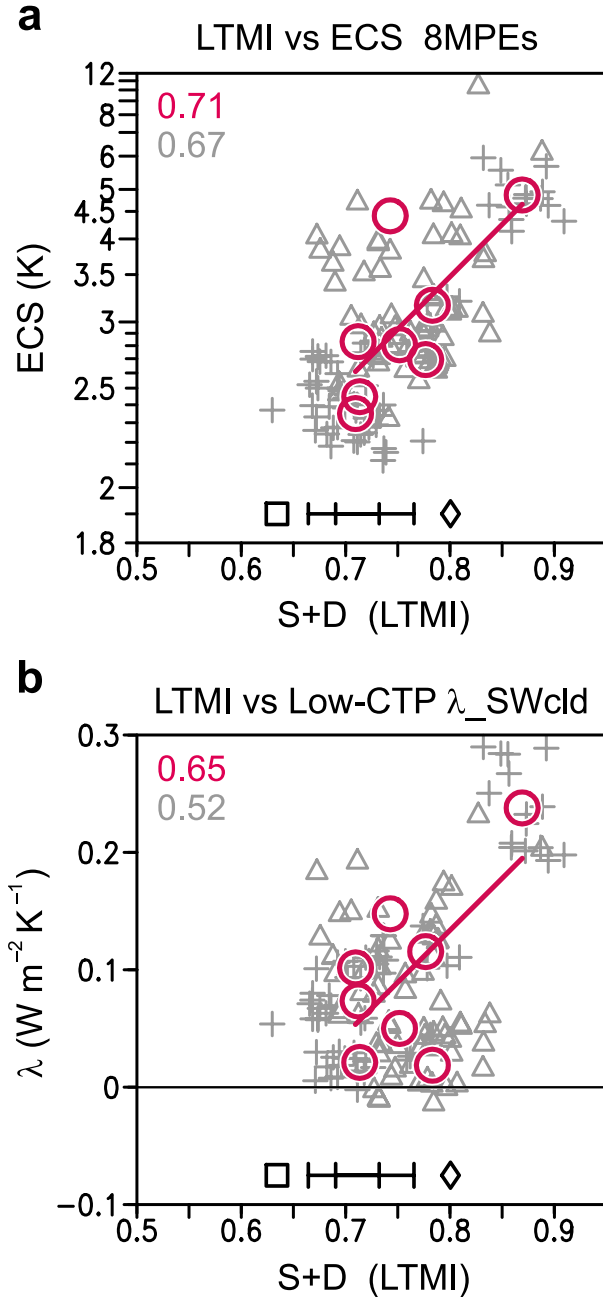 a
LTMI vs ECS 8MPEs
0.71
0.67
12
8
6
5
4.5
4
3.5
3
2.5
2
1.8
ECS (K)
0.5 0.6 0.7 0.8 0.9
S+D (LTMI)
b
LTMI vs Low-CTP λ_SWcld
0.65
0.52
0.3
0.2
0.1
0
−0.1
λ (W m−2 K−1)
0.5 0.6 0.7 0.8 0.9
S+D (LTMI)